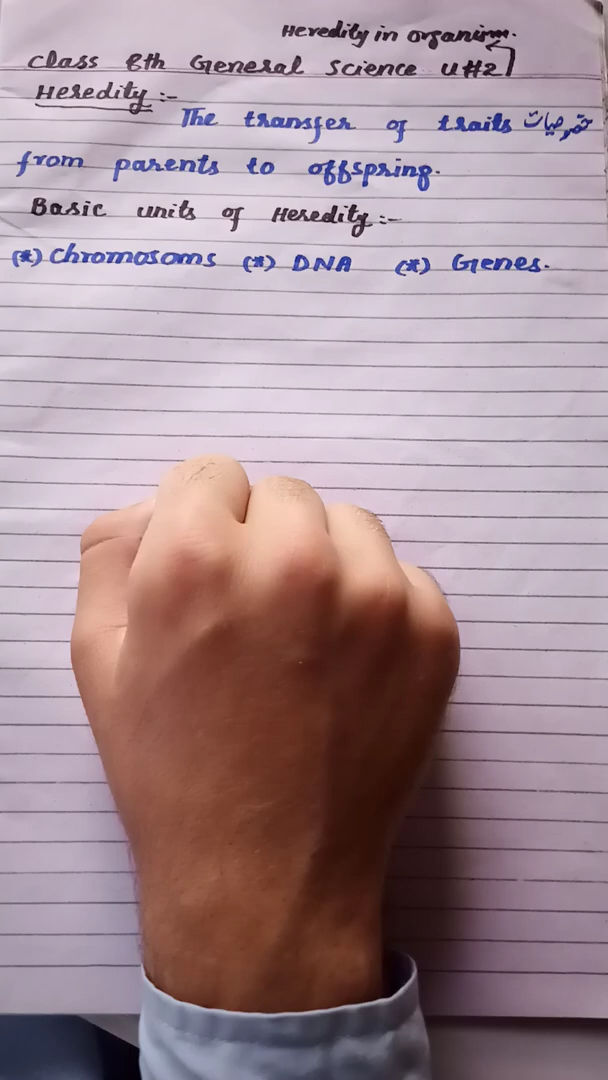 Heredity in organism.
Class 8th General Science U#2
Heredity :-
The transfer of traits خصوصیات
from parents to offspring.
Basic units of Heredity :-
(*) Chromosoms (*) DNA (*) Genes.